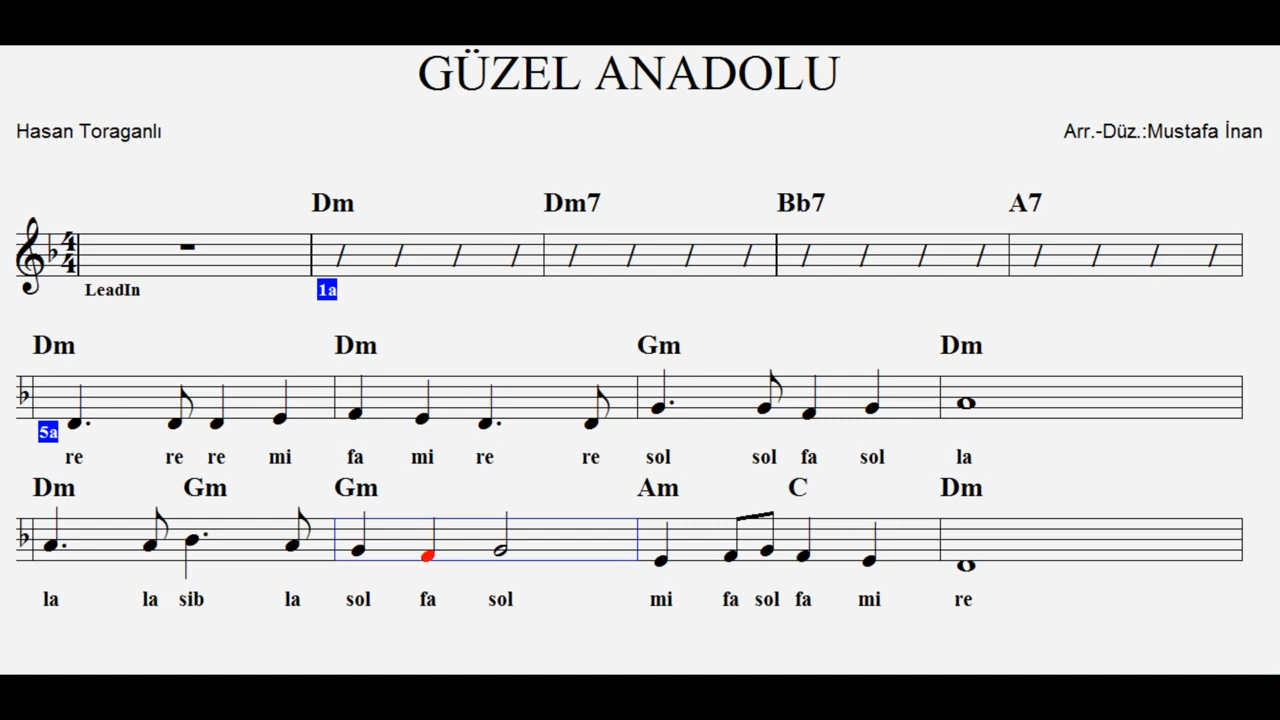 GÜZEL ANADOLU
Hasan Toraganlı Arr.-Düz.:Mustafa İnan
Dm Dm7 Bb7 A7
4
4
LeadIn 1a
Dm Dm Gm Dm
5a
re re re mi fa mi re re sol sol fa sol la
Dm Gm Gm Am C Dm
la la sib la sol fa sol mi fa sol fa mi re